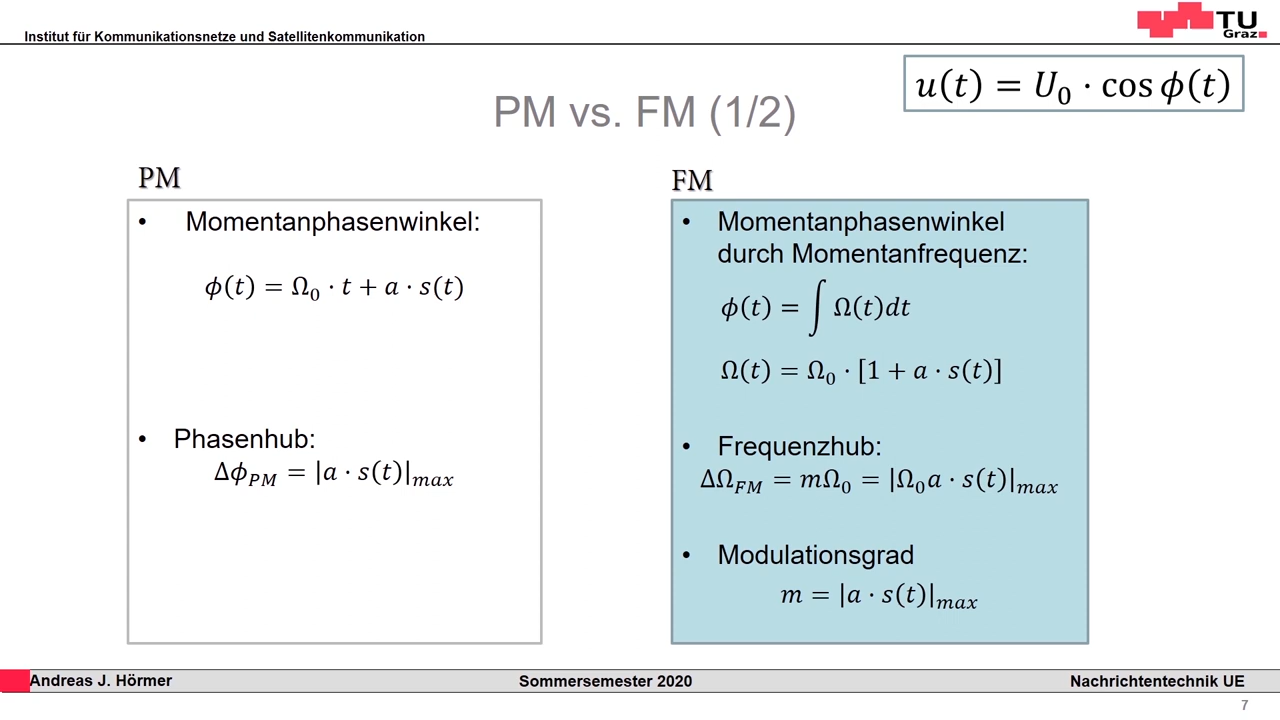 Institut für Kommunikationsnetze und Satellitenkommunikation
TU
Graz
u(t) = U₀ · cos ϕ(t)
PM vs. FM (1/2)
PM
• Momentanphasenwinkel:
ϕ(t) = Ω₀ · t + a · s(t)
• Phasenhub:
Δϕ_PM = |a · s(t)|_max
FM
• Momentanphasenwinkel
durch Momentanfrequenz:
ϕ(t) = ∫ Ω(t)dt
Ω(t) = Ω₀ · [1 + a · s(t)]
• Frequenzhub:
ΔΩ_FM = mΩ₀ = |Ω₀a · s(t)|_max
• Modulationsgrad
m = |a · s(t)|_max
Andreas J. Hörmer
Sommersemester 2020
Nachrichtentechnik UE
7